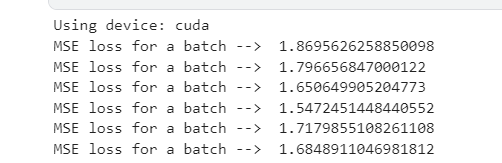 Using device: cuda
MSE loss for a batch --> 1.8695626258850098
MSE loss for a batch --> 1.796656847000122
MSE loss for a batch --> 1.650649905204773
MSE loss for a batch --> 1.5472451448440552
MSE loss for a batch --> 1.7179855108261108
MSE loss for a batch --> 1.6848911046981812